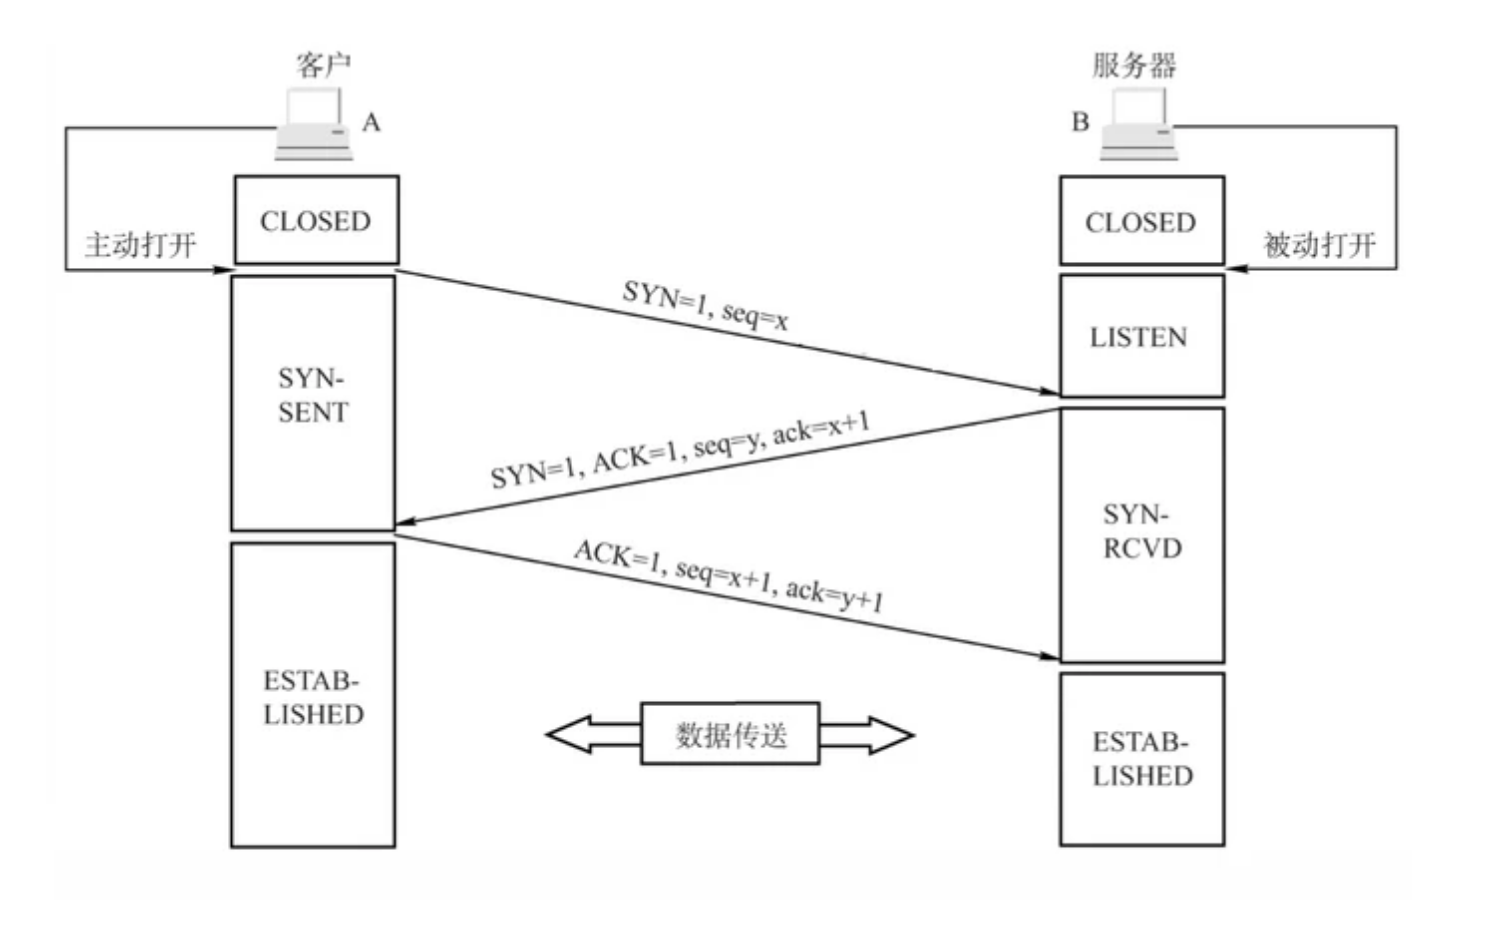 客户
服务器
A
B
CLOSED
CLOSED
主动打开
被动打开
SYN=1, seq=x
LISTEN
SYN-
SENT
SYN=1, ACK=1, seq=y, ack=x+1
SYN-
RCVD
ACK=1, seq=x+1, ack=y+1
ESTAB-
LISHED
数据传送
ESTAB-
LISHED